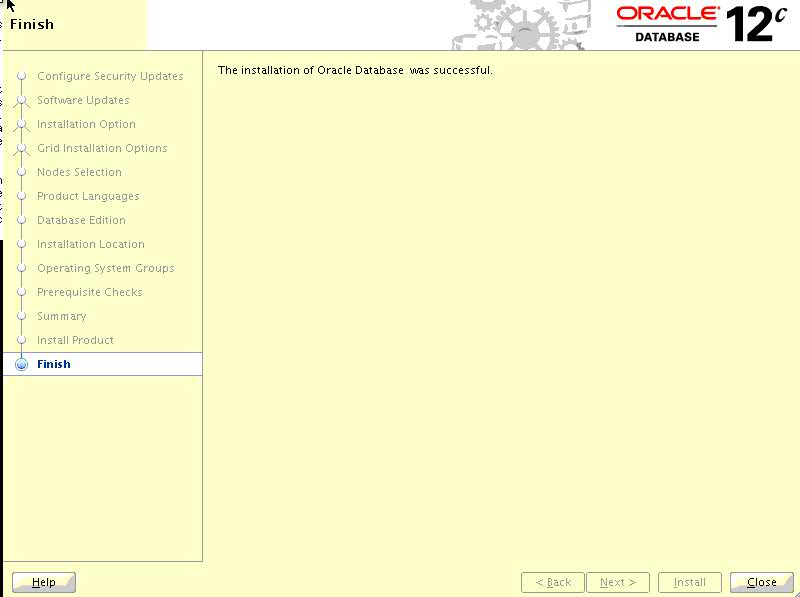 Finish
ORACLE
DATABASE
12c
Configure Security Updates
Software Updates
Installation Option
Grid Installation Options
Nodes Selection
Product Languages
Database Edition
Installation Location
Operating System Groups
Prerequisite Checks
Summary
Install Product
Finish
The installation of Oracle Database was successful.
Help
< Back
Next >
Install
Close